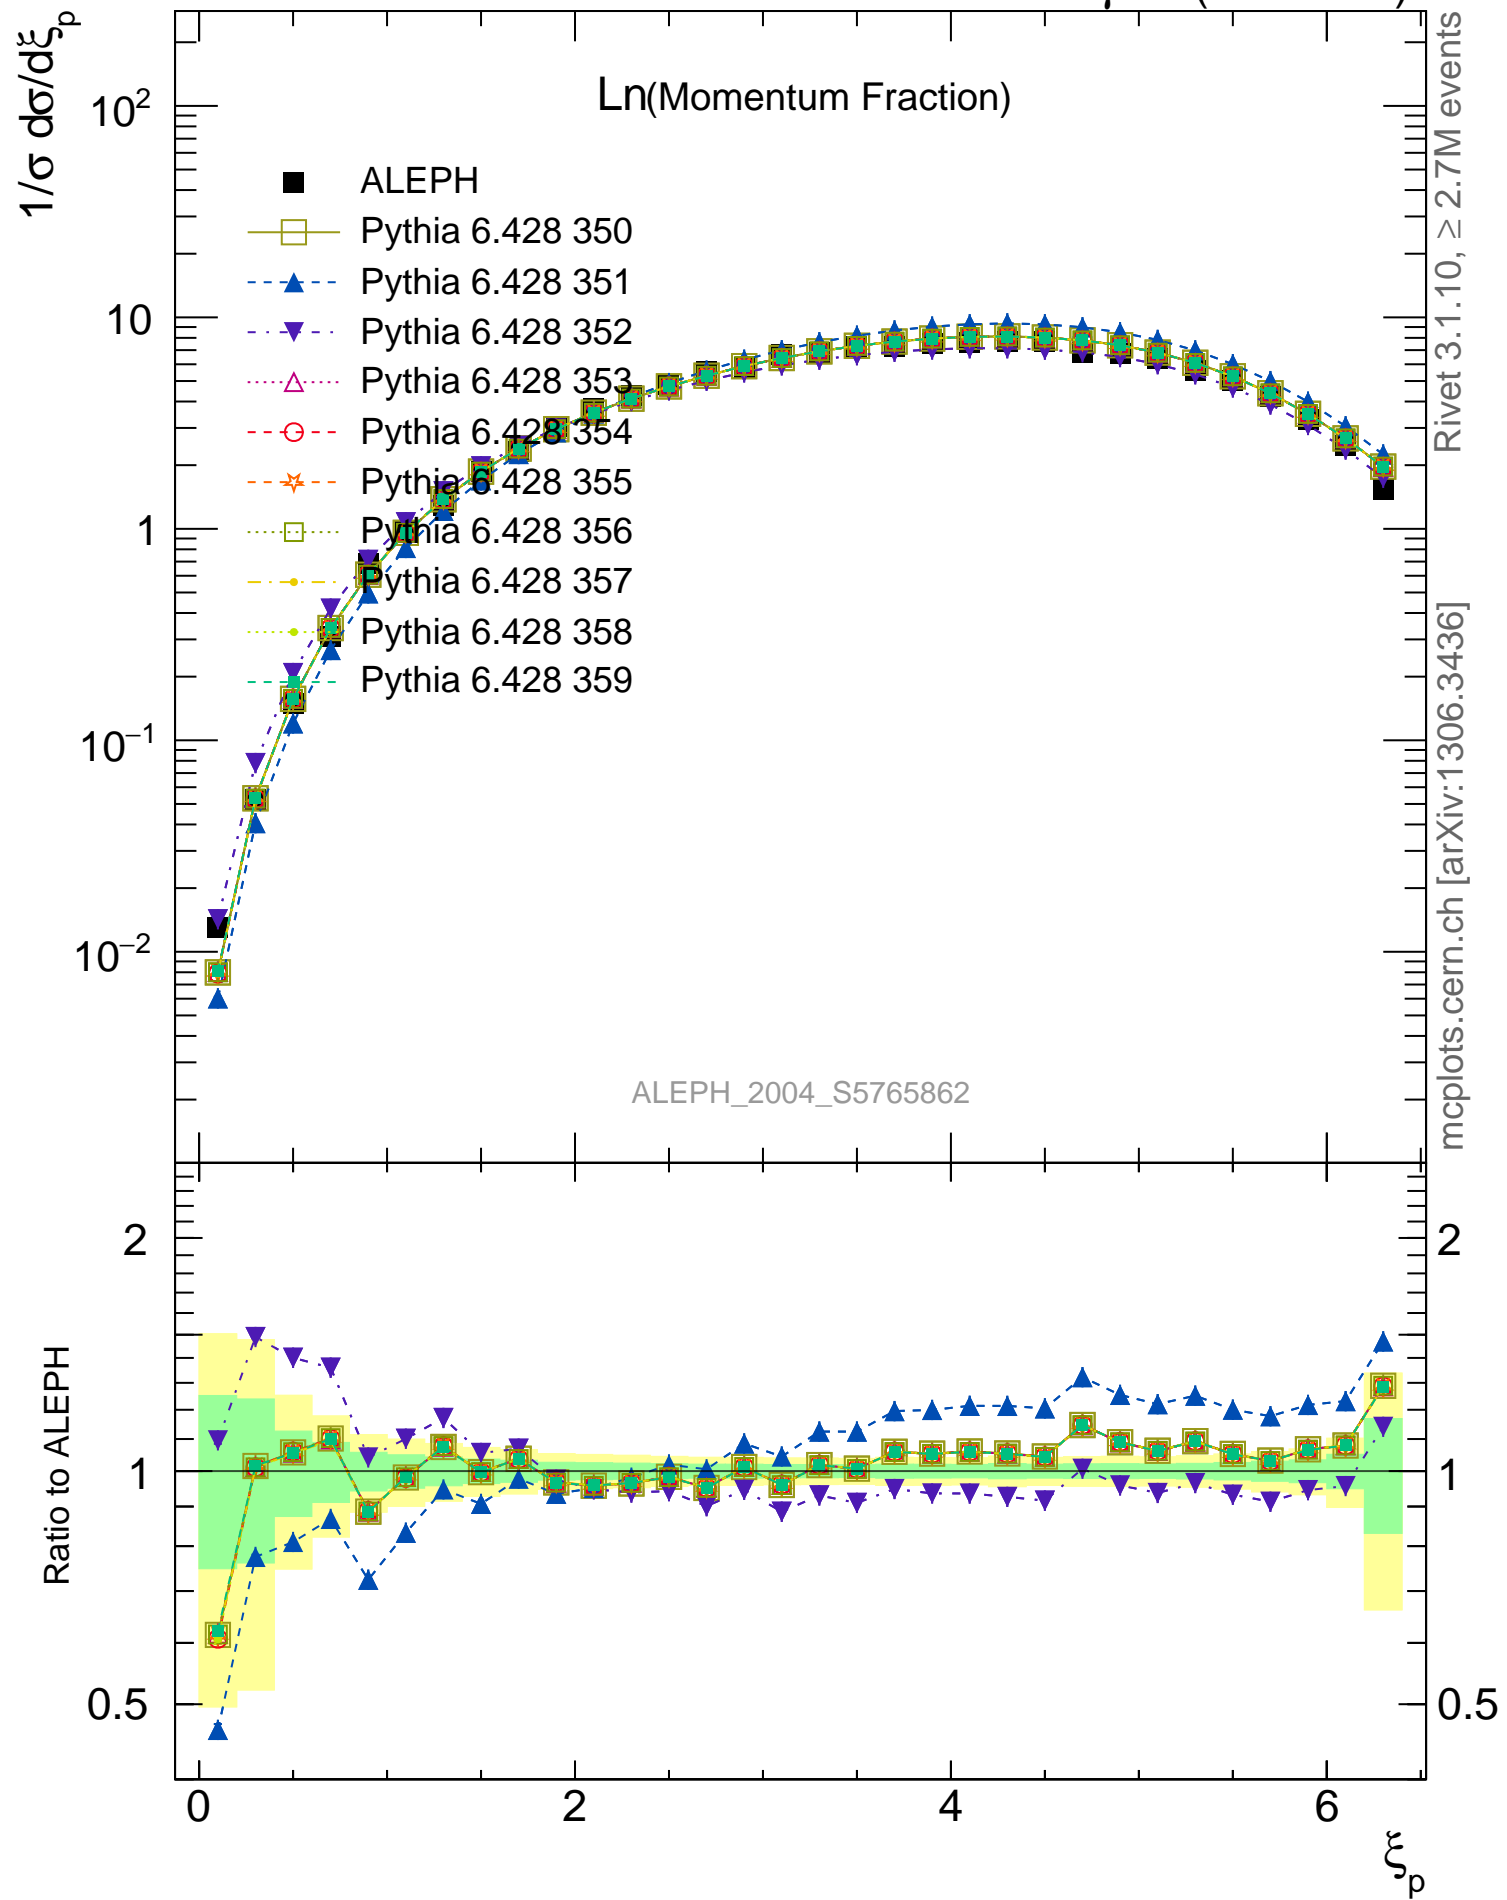 1/σ dσ/dξp
Ln(Momentum Fraction)
10²
10
1
10⁻¹
10⁻²
ALEPH
Pythia 6.428 350
Pythia 6.428 351
Pythia 6.428 352
Pythia 6.428 353
Pythia 6.428 354
Pythia 6.428 355
Pythia 6.428 356
Pythia 6.428 357
Pythia 6.428 358
Pythia 6.428 359
ALEPH_2004_S5765862
Rivet 3.1.10, ≥ 2.7M events
mcplots.cern.ch [arXiv:1306.3436]
Ratio to ALEPH
2
1
0.5
2
1
0.5
0
2
4
6
ξp